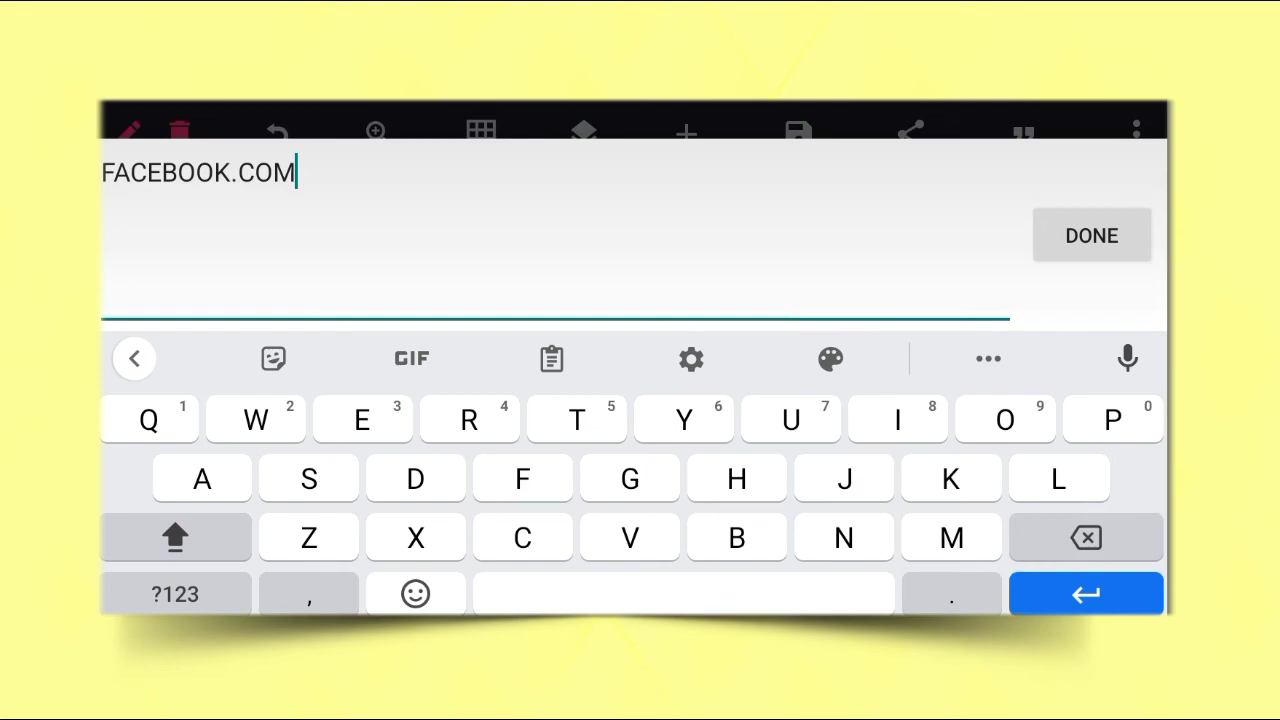 FACEBOOK.COM
DONE
GIF
Q 1 W 2 E 3 R 4 T 5 Y 6 U 7 I 8 O 9 P 0
A S D F G H J K L
Z X C V B N M
?123 , .